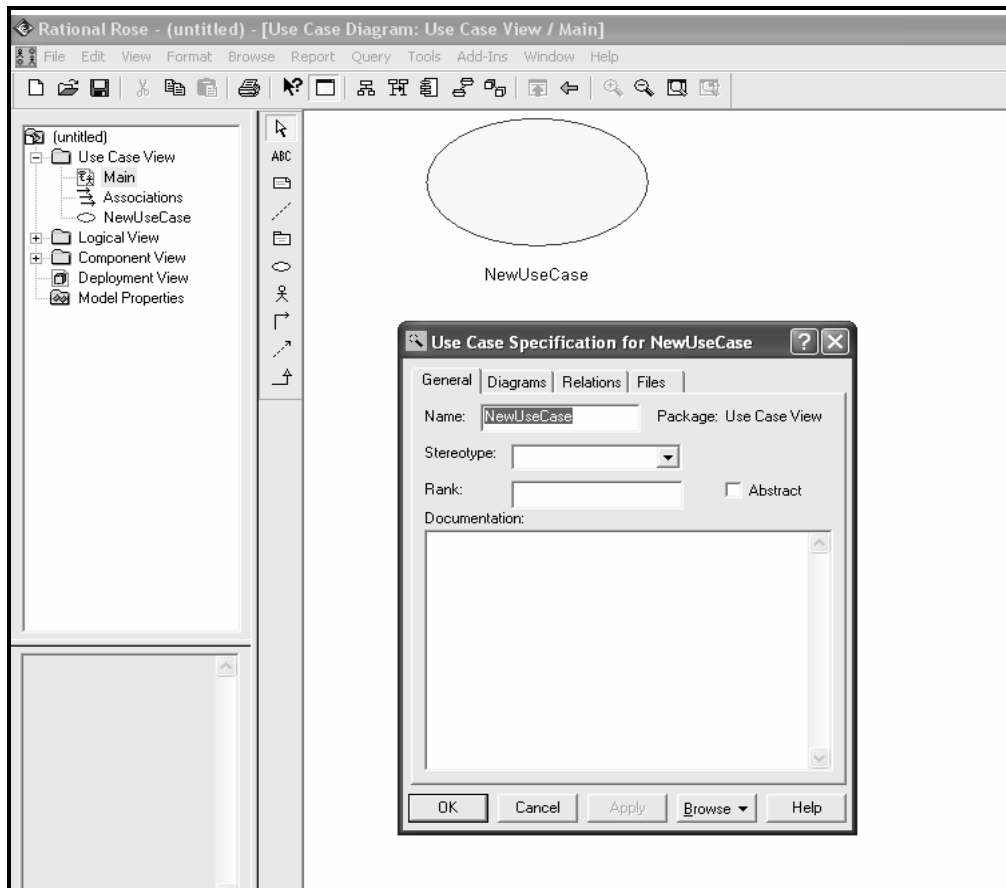 Rational Rose - (untitled) - [Use Case Diagram: Use Case View / Main]
File Edit View Format Browse Report Query Tools Add-Ins Window Help
(untitled)
Use Case View
Main
Associations
NewUseCase
Logical View
Component View
Deployment View
Model Properties
ABC
NewUseCase
Use Case Specification for NewUseCase
General Diagrams Relations Files
Name: NewUseCase Package: Use Case View
Stereotype:
Rank: Abstract
Documentation:
OK Cancel Apply Browse Help